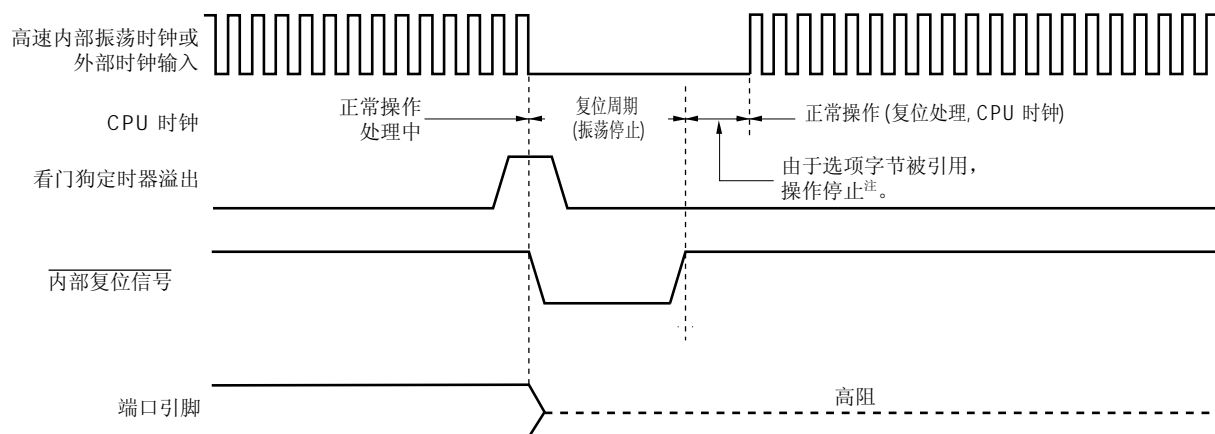 高速内部振荡时钟或
外部时钟输入
CPU 时钟
正常操作
处理中
复位周期
(振荡停止)
正常操作 (复位处理, CPU 时钟)
由于选项字节被引用，
操作停止注。
看门狗定时器溢出
内部复位信号
端口引脚
高阻